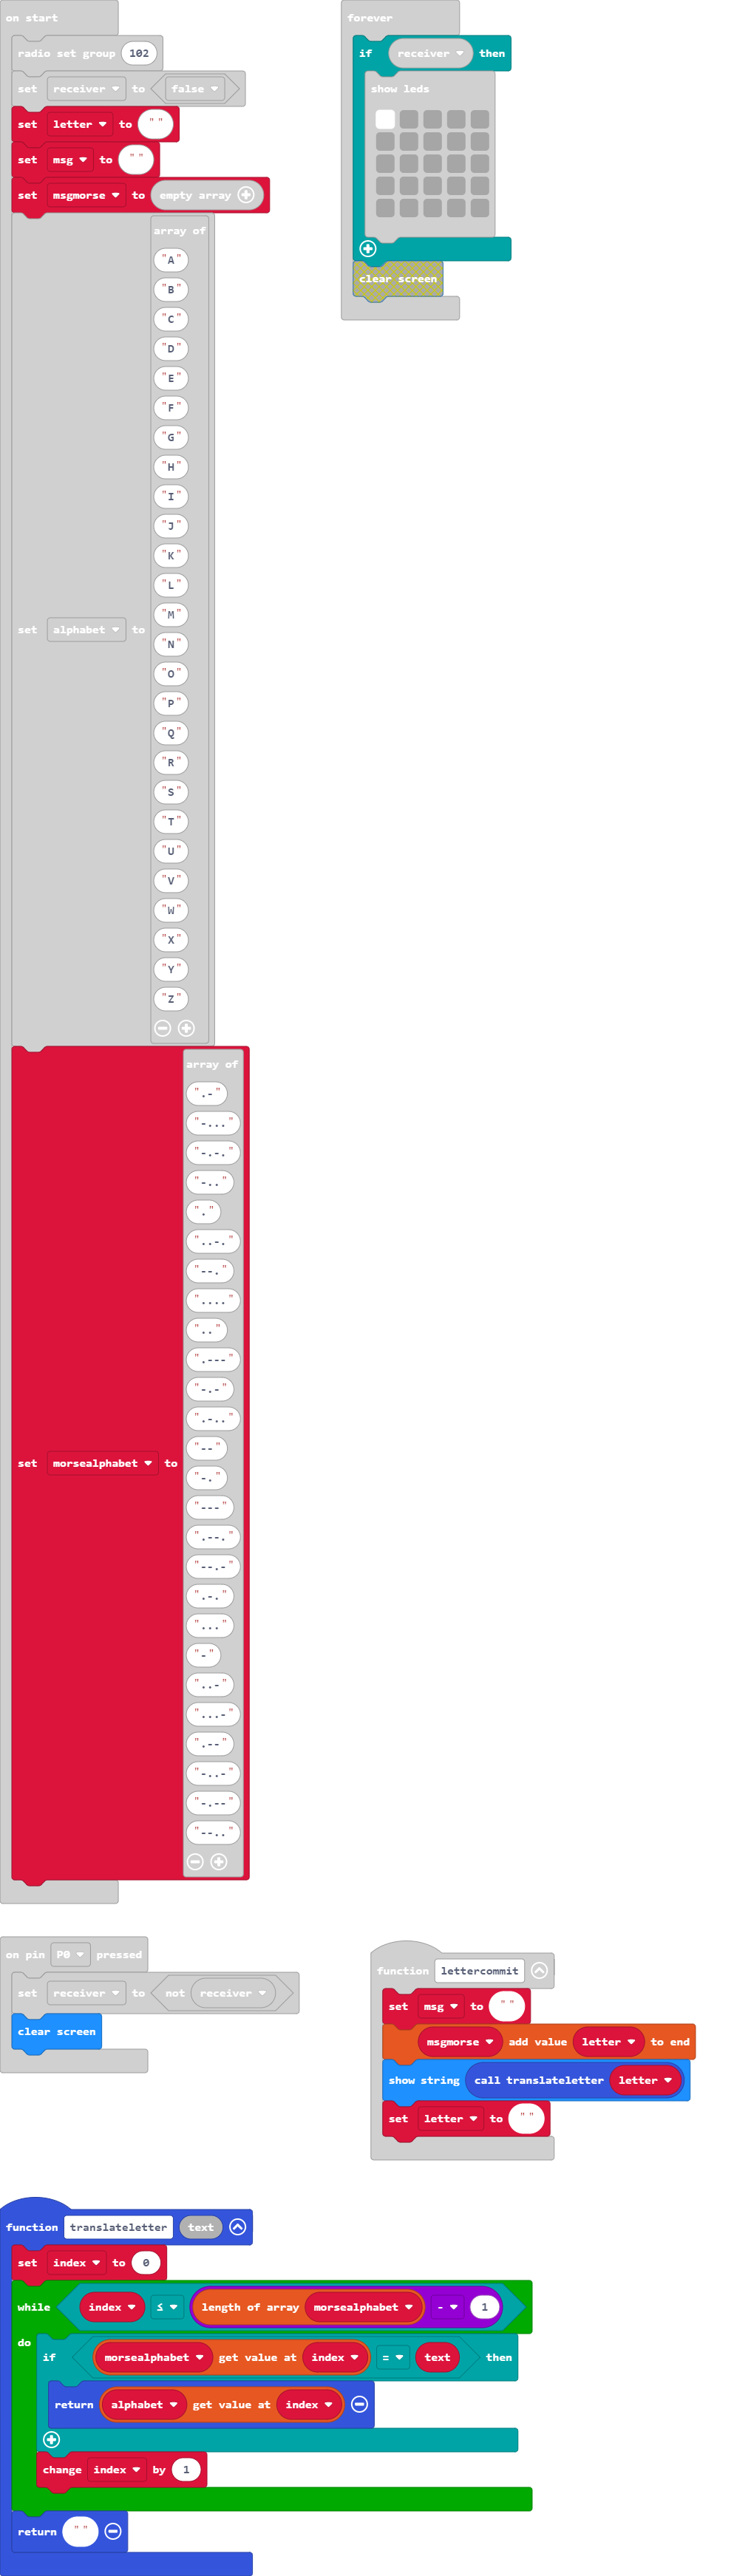 on start
radio set group 102
set receiver to false
set letter to " "
set msg to " "
set msgmorse to empty array
array of
"A"
"B"
"C"
"D"
"E"
"F"
"G"
"H"
"I"
"J"
"K"
"L"
"M"
"N"
"O"
"P"
"Q"
"R"
"S"
"T"
"U"
"V"
"W"
"X"
"Y"
"Z"
set alphabet to
array of
".-"
"-..."
"-.-."
"-.."
"."
"..-."
"--."
"...."
".."
".---"
"-.-"
".-.."
"--"
"-."
"---"
".--."
"--.-"
".-."
"..."
"-"
"..-"
"...-"
".--"
"-..-"
"-.--"
"--.."
set morsealphabet to
forever
if receiver then
show leds
clear screen
on pin P0 pressed
set receiver to not receiver
clear screen
function lettercommit
set msg to " "
msgmorse add value letter to end
show string call translateletter letter
set letter to " "
function translateletter text
set index to 0
while index ≤ length of array morsealphabet - 1
do
if morsealphabet get value at index = text then
return alphabet get value at index
change index by 1
return " "